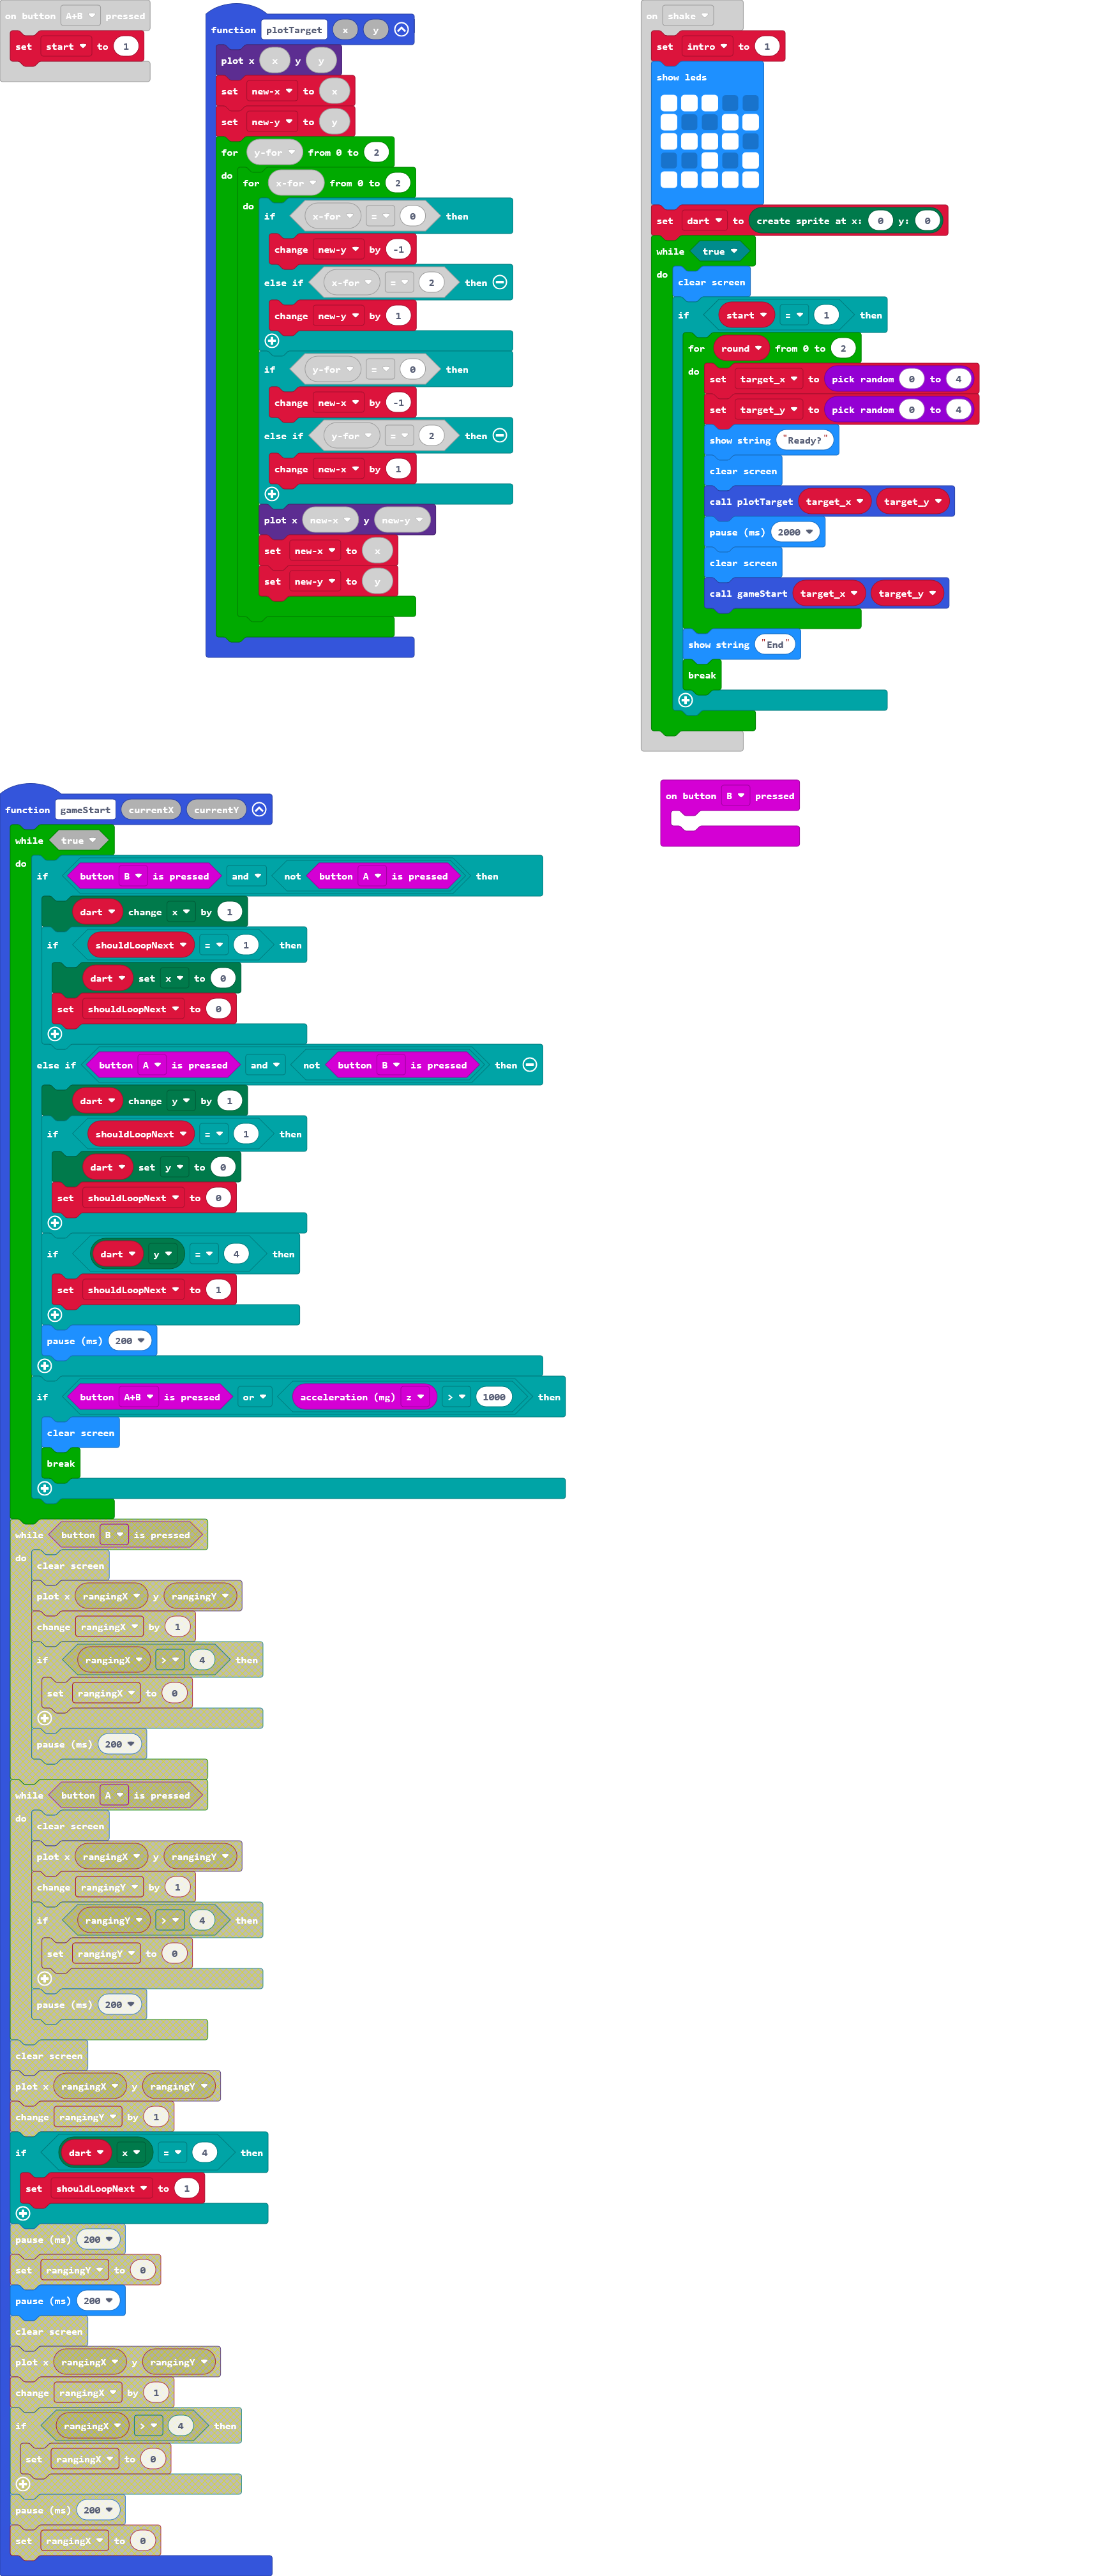 on button A+B pressed
set start to 1
function plotTarget x y
plot x x y y
set new-x to x
set new-y to y
for y-for from 0 to 2
do
for x-for from 0 to 2
do
if x-for = 0 then
change new-y by -1
else if x-for = 2 then
change new-y by 1
if y-for = 0 then
change new-x by -1
else if y-for = 2 then
change new-x by 1
plot x new-x y new-y
set new-x to x
set new-y to y
on shake
set intro to 1
show leds
set dart to create sprite at x: 0 y: 0
while true
do
clear screen
if start = 1 then
for round from 0 to 2
do
set target_x to pick random 0 to 4
set target_y to pick random 0 to 4
show string "Ready?"
clear screen
call plotTarget target_x target_y
pause (ms) 2000
clear screen
call gameStart target_x target_y
show string "End"
break
on button B pressed
function gameStart currentX currentY
while true
do
if button B is pressed and not button A is pressed then
dart change x by 1
if shouldLoopNext = 1 then
dart set x to 0
set shouldLoopNext to 0
else if button A is pressed and not button B is pressed then
dart change y by 1
if shouldLoopNext = 1 then
dart set y to 0
set shouldLoopNext to 0
if dart y = 4 then
set shouldLoopNext to 1
pause (ms) 200
if button A+B is pressed or acceleration (mg) z > 1000 then
clear screen
break
while button B is pressed
do
clear screen
plot x rangingX y rangingY
change rangingX by 1
if rangingX > 4 then
set rangingX to 0
pause (ms) 200
while button A is pressed
do
clear screen
plot x rangingX y rangingY
change rangingY by 1
if rangingY > 4 then
set rangingY to 0
pause (ms) 200
clear screen
plot x rangingX y rangingY
change rangingY by 1
if dart x = 4 then
set shouldLoopNext to 1
pause (ms) 200
set rangingY to 0
pause (ms) 200
clear screen
plot x rangingX y rangingY
change rangingX by 1
if rangingX > 4 then
set rangingX to 0
pause (ms) 200
set rangingX to 0